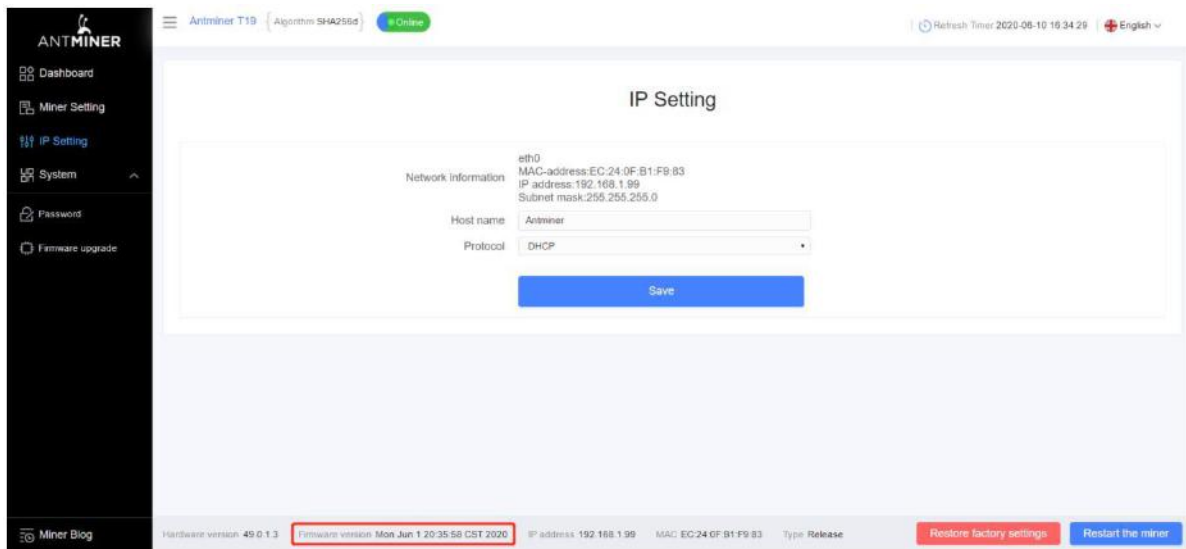 ANTMINER
Antminer T19 Algorithm SHA256d Online
Refresh Timer 2020-06-10 16:34:29 English
Dashboard
Miner Setting
IP Setting
System
Password
Firmware upgrade
IP Setting
Network information
eth0
MAC-address:EC:24:0F:B1:F9:83
IP address:192.168.1.99
Subnet mask:255.255.255.0
Host name Antminer
Protocol DHCP
Save
Miner Blog
Hardware version 49.0.1.3 Firmware version Mon Jun 1 20:35:58 CST 2020 IP address 192.168.1.99 MAC EC:24:0F:B1:F9:83 Type Release Restore factory settings Restart the miner